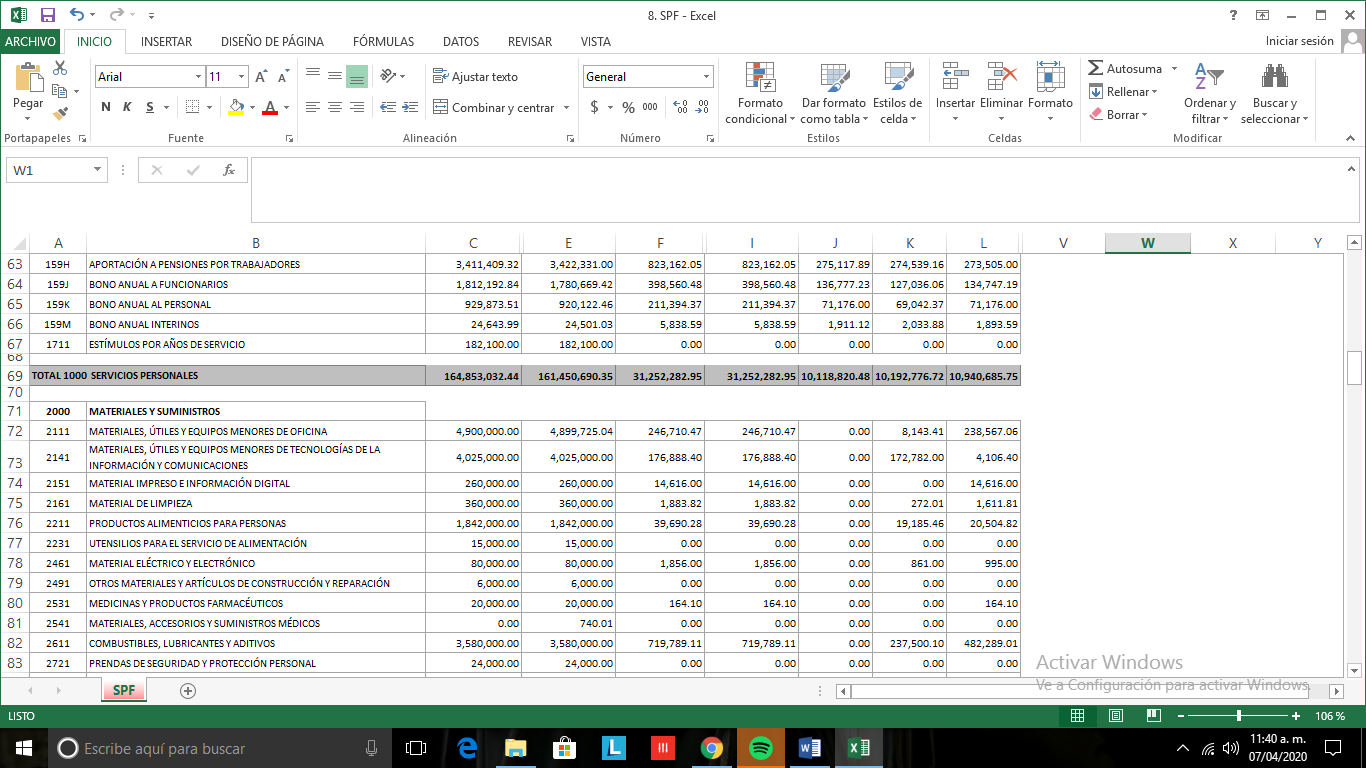 8. SPF - Excel
ARCHIVO INICIO INSERTAR DISEÑO DE PÁGINA FÓRMULAS DATOS REVISAR VISTA Iniciar sesión
Pegar
Portapapeles
Arial 11
N K S
Fuente
Ajustar texto
Combinar y centrar
Alineación
General
$ % 000
Número
Formato condicional
Dar formato como tabla
Estilos de celda
Estilos
Insertar Eliminar Formato
Celdas
Autosuma
Rellenar
Borrar
Ordenar y filtrar
Buscar y seleccionar
Modificar
W1
A B C E F I J K L V W X Y
63 159H APORTACIÓN A PENSIONES POR TRABAJADORES 3,411,409.32 3,422,331.00 823,162.05 823,162.05 275,117.89 274,539.16 273,505.00
64 159J BONO ANUAL A FUNCIONARIOS 1,812,192.84 1,780,669.42 398,560.48 398,560.48 136,777.23 127,036.06 134,747.19
65 159K BONO ANUAL AL PERSONAL 929,873.51 920,122.46 211,394.37 211,394.37 71,176.00 69,042.37 71,176.00
66 159M BONO ANUAL INTERINOS 24,643.99 24,501.03 5,838.59 5,838.59 1,911.12 2,033.88 1,893.59
67 1711 ESTÍMULOS POR AÑOS DE SERVICIO 182,100.00 182,100.00 0.00 0.00 0.00 0.00 0.00
68
69 TOTAL 1000 SERVICIOS PERSONALES 164,853,032.44 161,450,690.35 31,252,282.95 31,252,282.95 10,118,820.48 10,192,776.72 10,940,685.75
70
71 2000 MATERIALES Y SUMINISTROS
72 2111 MATERIALES, ÚTILES Y EQUIPOS MENORES DE OFICINA 4,900,000.00 4,899,725.04 246,710.47 246,710.47 0.00 8,143.41 238,567.06
73 2141 MATERIALES, ÚTILES Y EQUIPOS MENORES DE TECNOLOGÍAS DE LA
INFORMACIÓN Y COMUNICACIONES 4,025,000.00 4,025,000.00 176,888.40 176,888.40 0.00 172,782.00 4,106.40
74 2151 MATERIAL IMPRESO E INFORMACIÓN DIGITAL 260,000.00 260,000.00 14,616.00 14,616.00 0.00 0.00 14,616.00
75 2161 MATERIAL DE LIMPIEZA 360,000.00 360,000.00 1,883.82 1,883.82 0.00 272.01 1,611.81
76 2211 PRODUCTOS ALIMENTICIOS PARA PERSONAS 1,842,000.00 1,842,000.00 39,690.28 39,690.28 0.00 19,185.46 20,504.82
77 2231 UTENSILIOS PARA EL SERVICIO DE ALIMENTACIÓN 15,000.00 15,000.00 0.00 0.00 0.00 0.00 0.00
78 2461 MATERIAL ELÉCTRICO Y ELECTRÓNICO 80,000.00 80,000.00 1,856.00 1,856.00 0.00 861.00 995.00
79 2491 OTROS MATERIALES Y ARTÍCULOS DE CONSTRUCCIÓN Y REPARACIÓN 6,000.00 6,000.00 0.00 0.00 0.00 0.00 0.00
80 2531 MEDICINAS Y PRODUCTOS FARMACÉUTICOS 20,000.00 20,000.00 164.10 164.10 0.00 0.00 164.10
81 2541 MATERIALES, ACCESORIOS Y SUMINISTROS MÉDICOS 0.00 740.01 0.00 0.00 0.00 0.00 0.00
82 2611 COMBUSTIBLES, LUBRICANTES Y ADITIVOS 3,580,000.00 3,580,000.00 719,789.11 719,789.11 0.00 237,500.10 482,289.01
83 2721 PRENDAS DE SEGURIDAD Y PROTECCIÓN PERSONAL 24,000.00 24,000.00 0.00 0.00 0.00 0.00 0.00
Activar Windows
Ve a Configuración para activar Windows.
SPF
LISTO 106 %
Escribe aquí para buscar
11:40 a. m.
07/04/2020